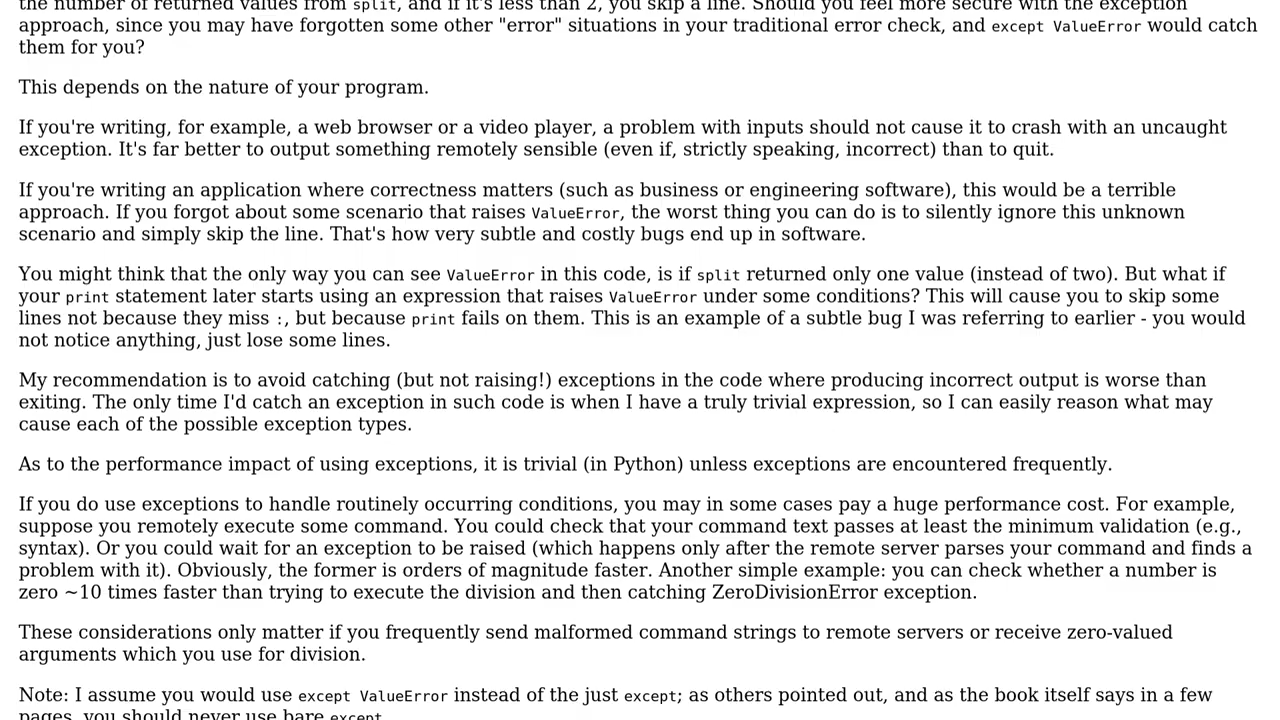 the number of returned values from split, and if it's less than 2, you skip a line. Should you feel more secure with the exception
approach, since you may have forgotten some other "error" situations in your traditional error check, and except ValueError would catch
them for you?
This depends on the nature of your program.
If you're writing, for example, a web browser or a video player, a problem with inputs should not cause it to crash with an uncaught
exception. It's far better to output something remotely sensible (even if, strictly speaking, incorrect) than to quit.
If you're writing an application where correctness matters (such as business or engineering software), this would be a terrible
approach. If you forgot about some scenario that raises ValueError, the worst thing you can do is to silently ignore this unknown
scenario and simply skip the line. That's how very subtle and costly bugs end up in software.
You might think that the only way you can see ValueError in this code, is if split returned only one value (instead of two). But what if
your print statement later starts using an expression that raises ValueError under some conditions? This will cause you to skip some
lines not because they miss :, but because print fails on them. This is an example of a subtle bug I was referring to earlier - you would
not notice anything, just lose some lines.
My recommendation is to avoid catching (but not raising!) exceptions in the code where producing incorrect output is worse than
exiting. The only time I'd catch an exception in such code is when I have a truly trivial expression, so I can easily reason what may
cause each of the possible exception types.
As to the performance impact of using exceptions, it is trivial (in Python) unless exceptions are encountered frequently.
If you do use exceptions to handle routinely occurring conditions, you may in some cases pay a huge performance cost. For example,
suppose you remotely execute some command. You could check that your command text passes at least the minimum validation (e.g.,
syntax). Or you could wait for an exception to be raised (which happens only after the remote server parses your command and finds a
problem with it). Obviously, the former is orders of magnitude faster. Another simple example: you can check whether a number is
zero ~10 times faster than trying to execute the division and then catching ZeroDivisionError exception.
These considerations only matter if you frequently send malformed command strings to remote servers or receive zero-valued
arguments which you use for division.
Note: I assume you would use except ValueError instead of the just except; as others pointed out, and as the book itself says in a few
pages, you should never use bare except.